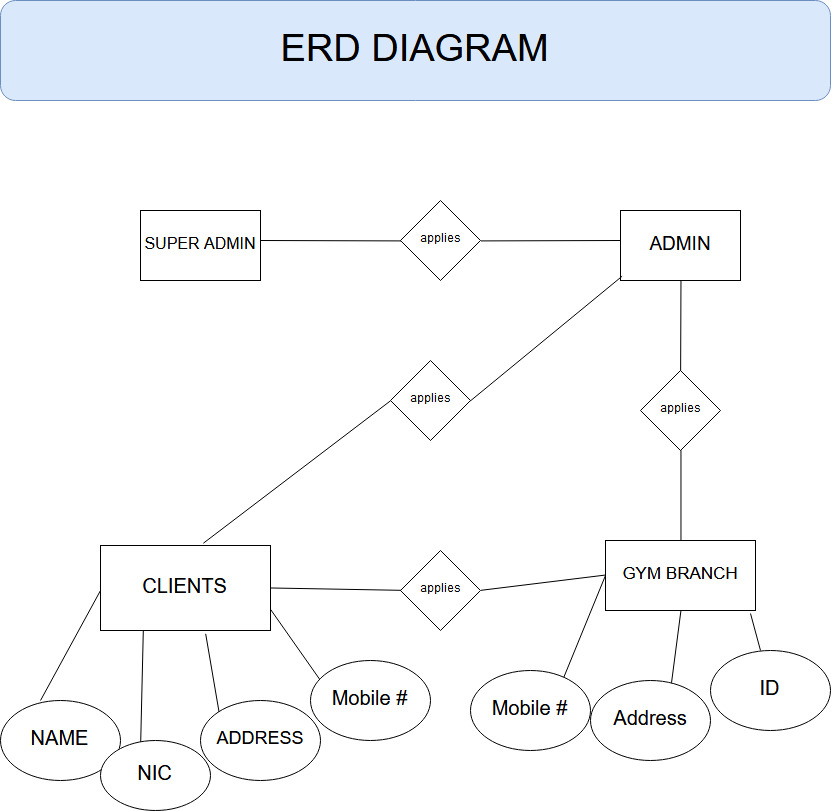 ERD DIAGRAM
SUPER ADMIN
applies
ADMIN
applies
applies
CLIENTS
applies
GYM BRANCH
NAME
NIC
ADDRESS
Mobile #
Mobile #
Address
ID